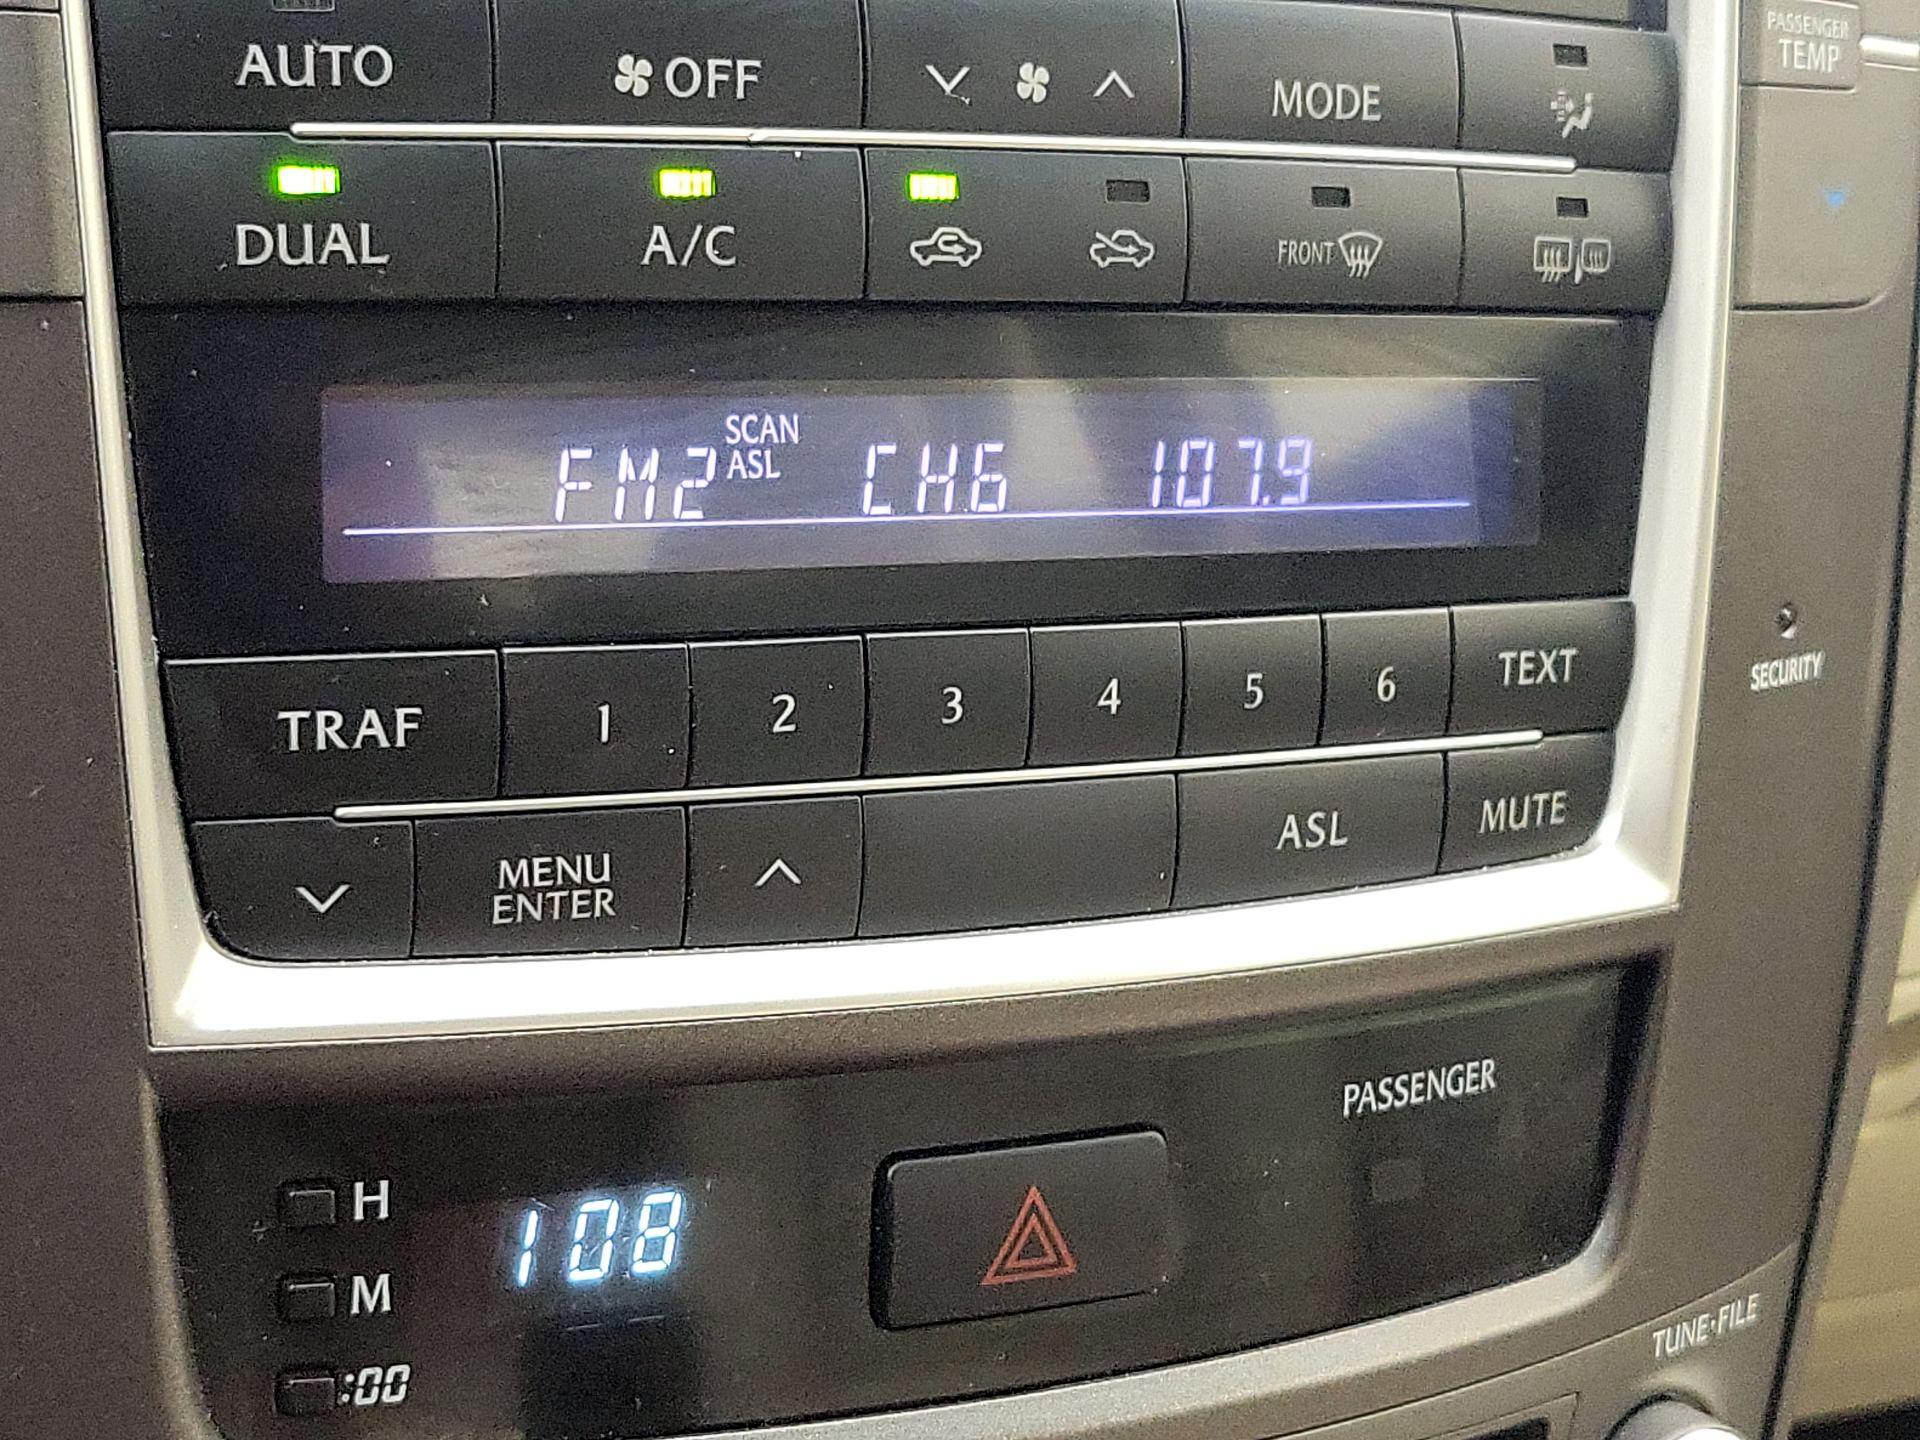 AUTO OFF MODE
PASSENGER
TEMP
DUAL A/C FRONT
SCAN
FM2 ASL CH6 107.9
TRAF 1 2 3 4 5 6 TEXT
SECURITY
MENU
ENTER
ASL MUTE
PASSENGER
H
108
M
:00
TUNE·FILE